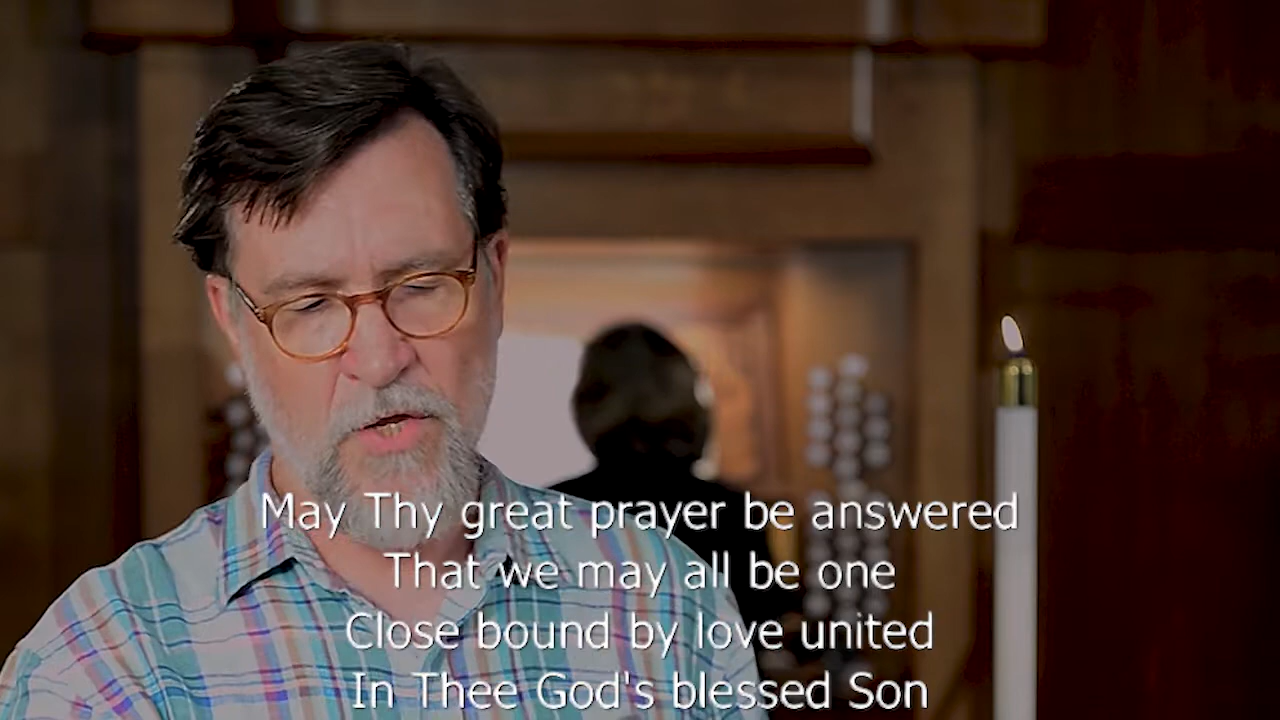 May Thy great prayer be answered
That we may all be one
Close bound by love united
In Thee God's blessed Son